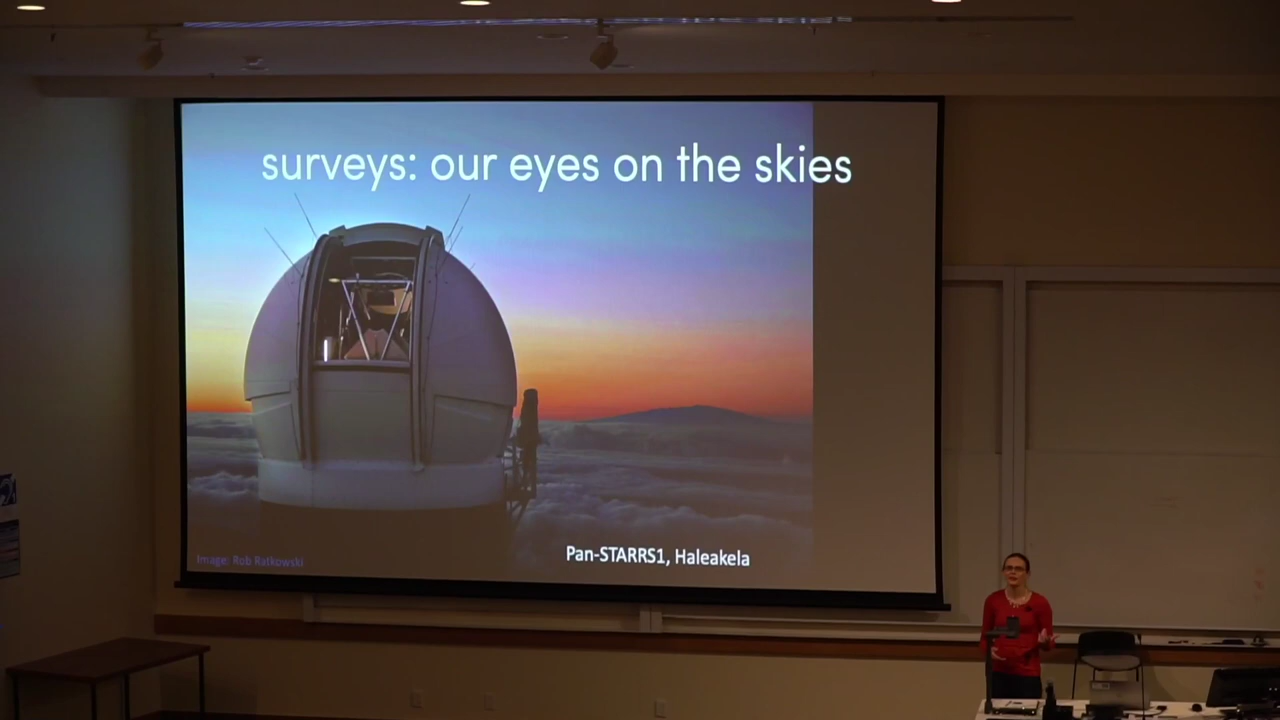 surveys: our eyes on the skies
Image: Rob Ratkowski
Pan-STARRS1, Haleakela